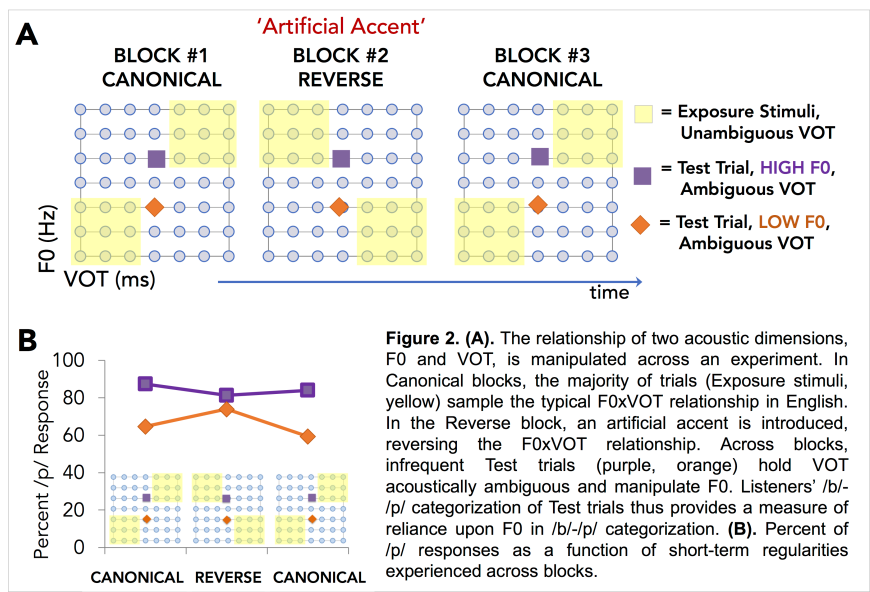 A
'Artificial Accent'
BLOCK #1
CANONICAL
BLOCK #2
REVERSE
BLOCK #3
CANONICAL
= Exposure Stimuli,
Unambiguous VOT
= Test Trial, HIGH F0,
Ambiguous VOT
= Test Trial, LOW F0,
Ambiguous VOT
F0 (Hz)
VOT (ms)
time
B
Percent /p/ Response
100
80
60
40
20
0
CANONICAL REVERSE CANONICAL
Figure 2. (A). The relationship of two acoustic dimensions,
F0 and VOT, is manipulated across an experiment. In
Canonical blocks, the majority of trials (Exposure stimuli,
yellow) sample the typical F0xVOT relationship in English.
In the Reverse block, an artificial accent is introduced,
reversing the F0xVOT relationship. Across blocks,
infrequent Test trials (purple, orange) hold VOT
acoustically ambiguous and manipulate F0. Listeners' /b/-
/p/ categorization of Test trials thus provides a measure of
reliance upon F0 in /b/-/p/ categorization. (B). Percent of
/p/ responses as a function of short-term regularities
experienced across blocks.